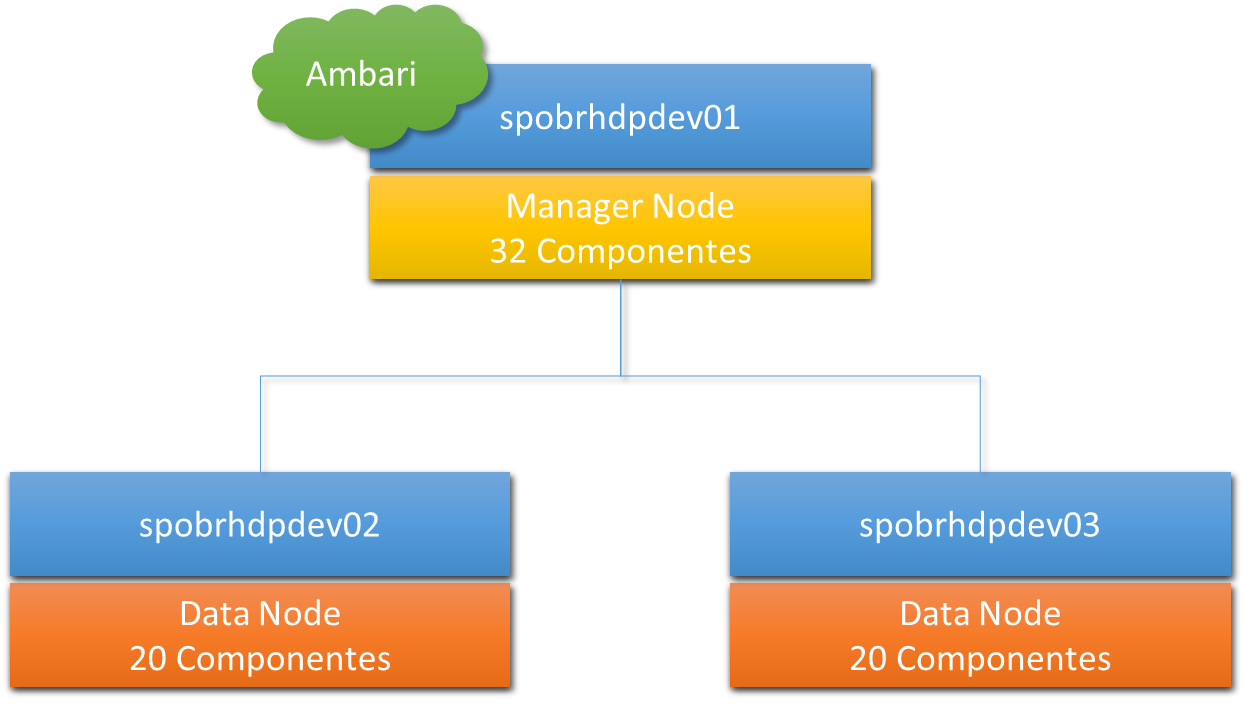 Ambari
spobrhdpdev01
Manager Node
32 Componentes
spobrhdpdev02
Data Node
20 Componentes
spobrhdpdev03
Data Node
20 Componentes